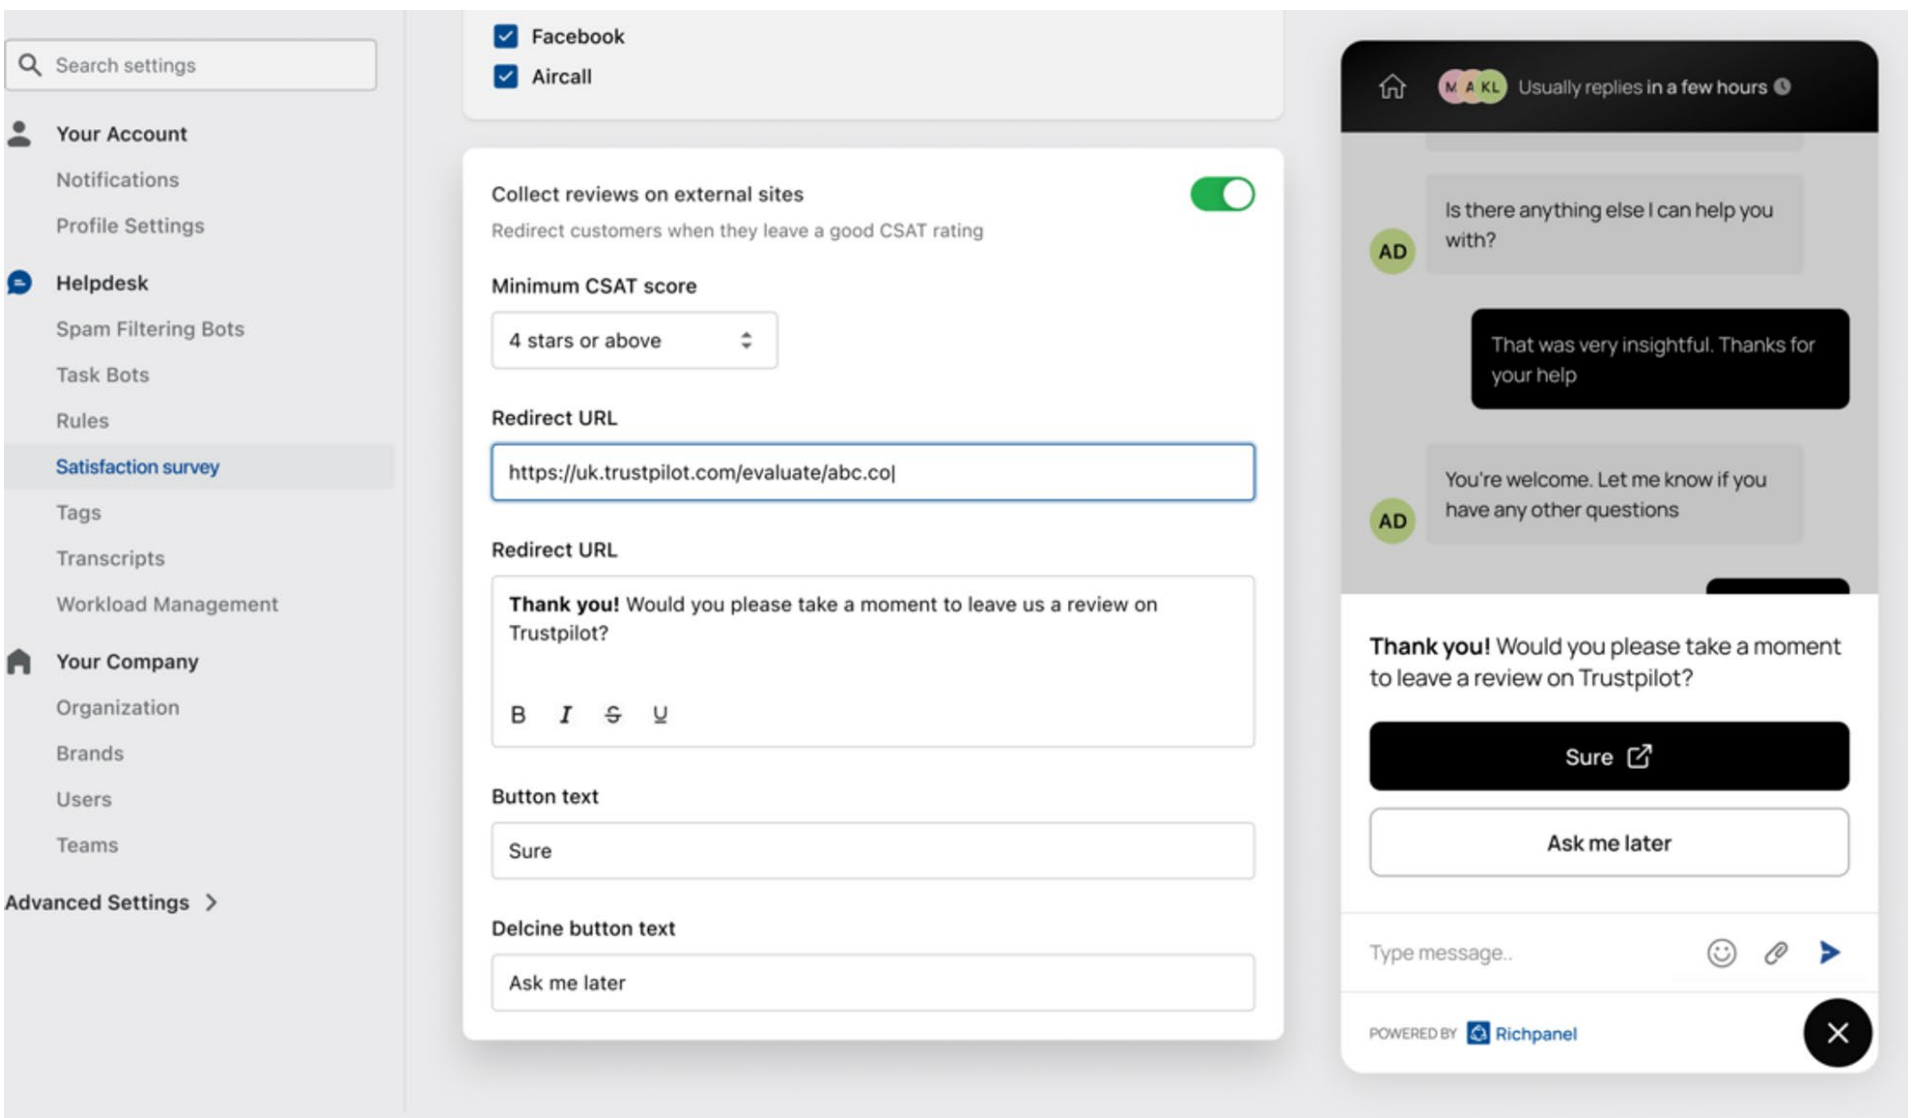 Search settings
Your Account
Notifications
Profile Settings
Helpdesk
Spam Filtering Bots
Task Bots
Rules
Satisfaction survey
Tags
Transcripts
Workload Management
Your Company
Organization
Brands
Users
Teams
Advanced Settings
Facebook
Aircall
Collect reviews on external sites
Redirect customers when they leave a good CSAT rating
Minimum CSAT score
4 stars or above
Redirect URL
https://uk.trustpilot.com/evaluate/abc.co
Redirect URL
Thank you! Would you please take a moment to leave us a review on
Trustpilot?
B I S U
Button text
Sure
Delcine button text
Ask me later
M A KL Usually replies in a few hours
Is there anything else I can help you
with?
AD
That was very insightful. Thanks for
your help
You're welcome. Let me know if you
have any other questions
AD
Thank you! Would you please take a moment
to leave a review on Trustpilot?
Sure
Ask me later
Type message..
POWERED BY Richpanel